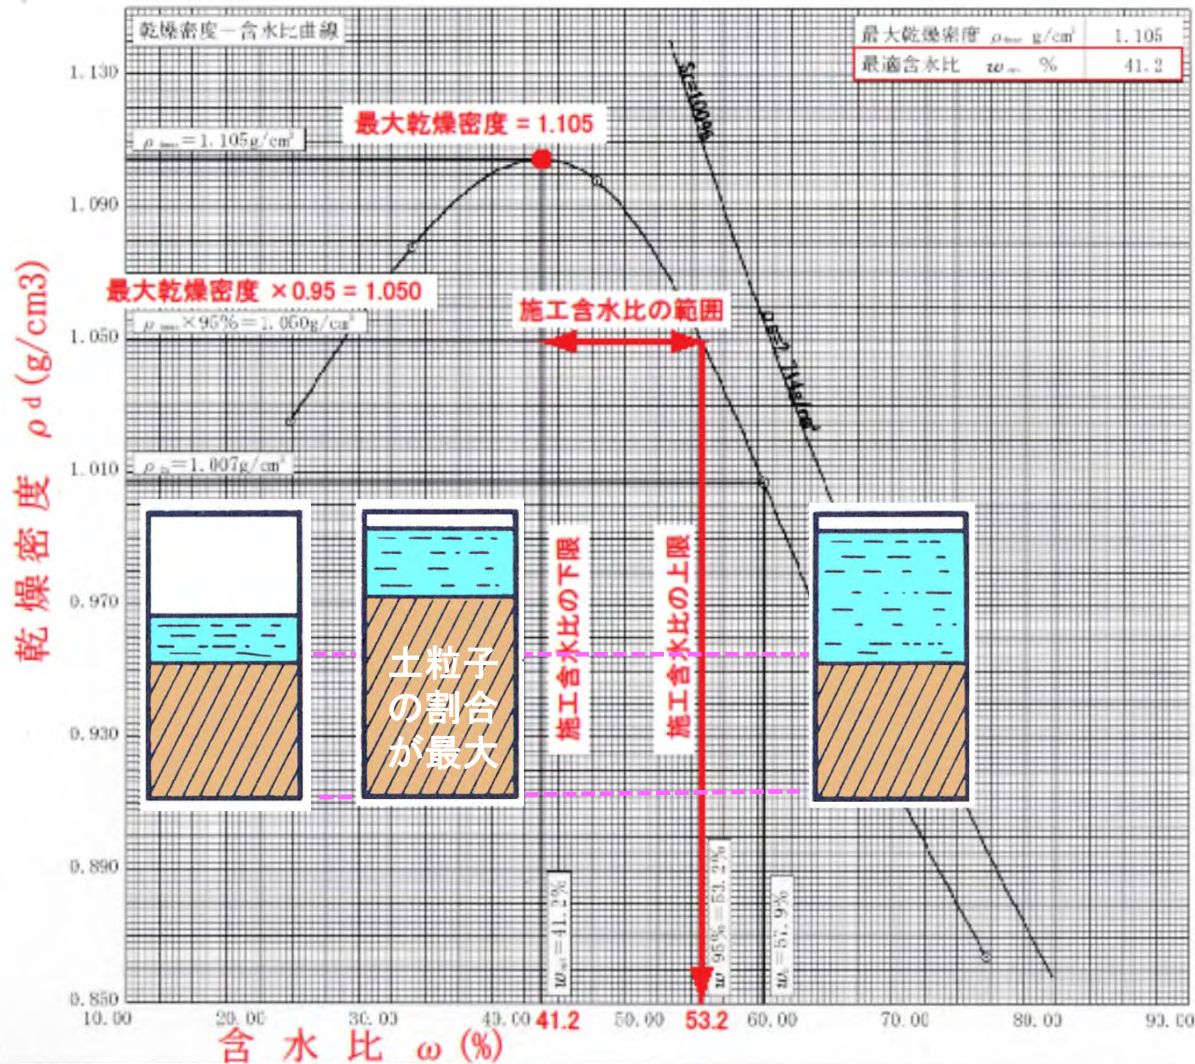 乾燥密度－含水比曲線
最大乾燥密度 ρdmax g/cm³ 1.105
最適含水比 wopt % 41.2
1.130
1.090
1.050
1.010
0.970
0.930
0.890
0.850
乾燥密度 ρd(g/cm3)
最大乾燥密度 = 1.105
=1.105g/cm³
最大乾燥密度 ×0.95 = 1.050
×95%=1.050g/cm³
施工含水比の範囲
=1.007g/cm³
Sr=100%
ρs=2.714g/cm³
土粒子
の割合
が最大
施工含水比の下限
施工含水比の上限
wopt=41.2%
w 95%=53.2%
=57.9%
10.00
20.00
30.00
40.00
41.2
50.00
53.2
60.00
70.00
80.00
90.00
含水比 ω (%)